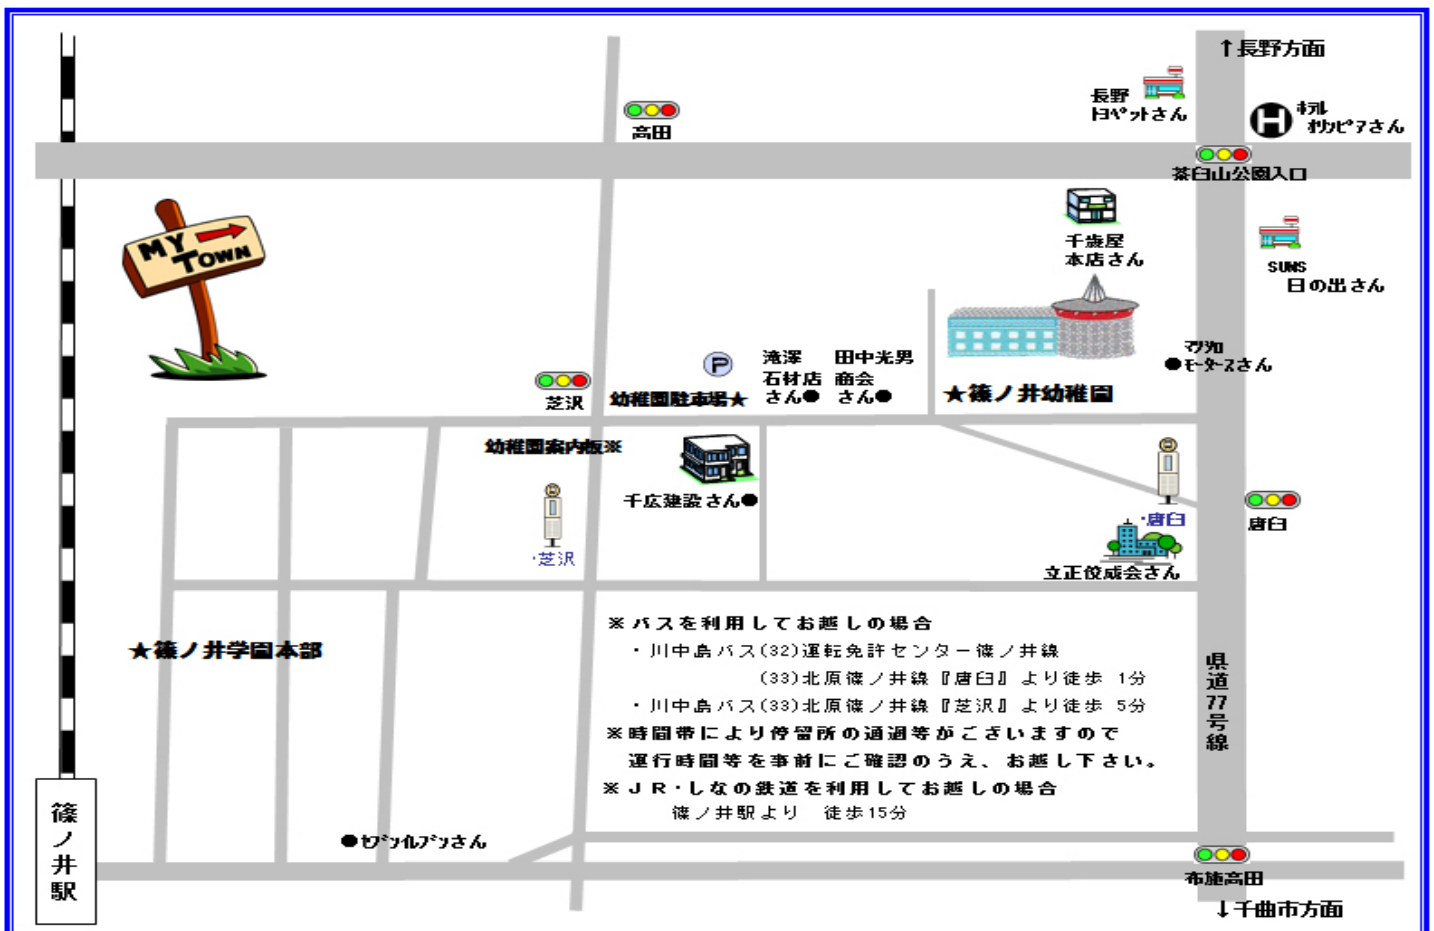 ↑長野方面
長野
ﾄﾖﾍﾟｯﾄさん
H
ﾎﾃﾙ
ｵﾘﾝﾋﾟｱさん
高田
茶臼山公園入口
MY
TOWN
千歳屋
本店さん
SUNS
日の出さん
P
滝澤
石材店
さん●
田中光男
商会
さん●
ﾏﾂﾜ
●ﾓｰﾀｰｽさん
芝沢
幼稚園駐車場★
★篠ノ井幼稚園
幼稚園案内板※
千広建設さん●
・芝沢
・唐臼
唐臼
立正佼成会さん
★篠ノ井学園本部
※バスを利用してお越しの場合
・川中島バス(32)運転免許センター篠ノ井線
(33)北原篠ノ井線『唐臼』より徒歩 1分
・川中島バス(33)北原篠ノ井線『芝沢』より徒歩 5分
※時間帯により停留所の通過等がございますので
運行時間等を事前にご確認のうえ、お越し下さい。
※JR・しなの鉄道を利用してお越しの場合
篠ノ井駅より 徒歩15分
県道77号線
篠ノ井駅
●ｾﾌﾞﾝｲﾚﾌﾞﾝさん
布施高田
↓千曲市方面